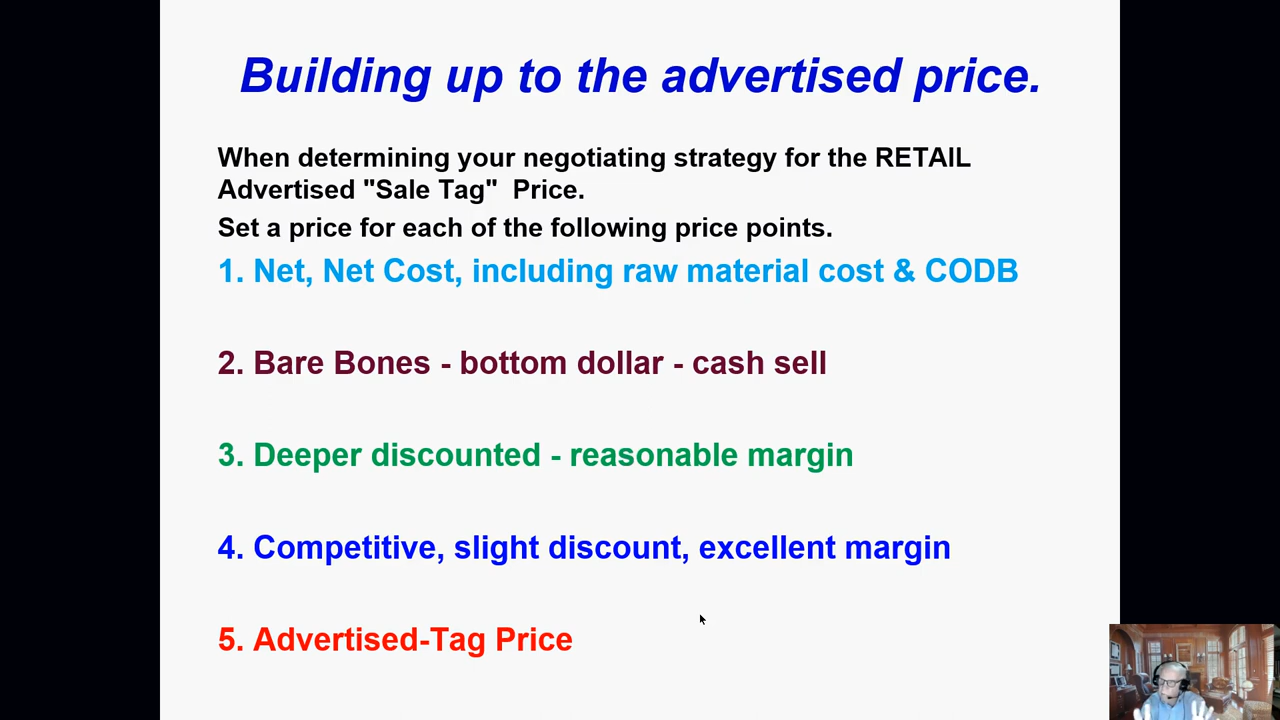 Building up to the advertised price.
When determining your negotiating strategy for the RETAIL
Advertised "Sale Tag"  Price.
Set a price for each of the following price points.
1. Net, Net Cost, including raw material cost & CODB
2. Bare Bones - bottom dollar - cash sell
3. Deeper discounted - reasonable margin
4. Competitive, slight discount, excellent margin
5. Advertised-Tag Price